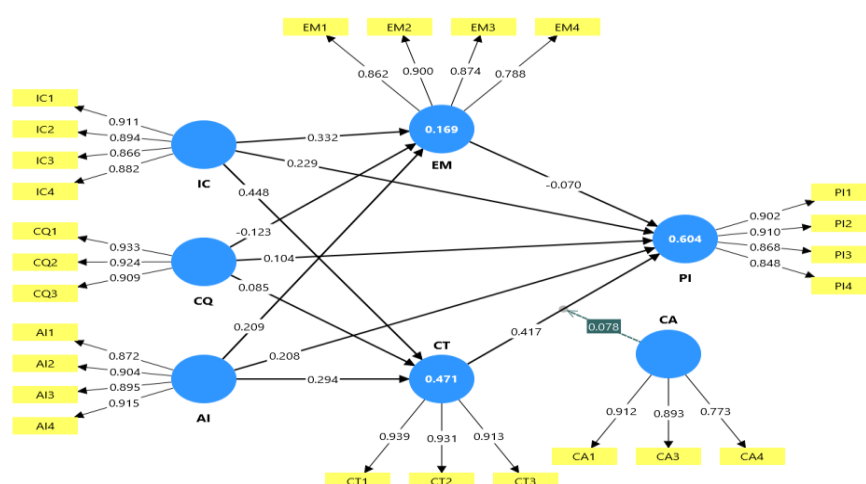 EM1
EM2
EM3
EM4
0.862
0.900
0.874
0.788
IC1
IC2
IC3
IC4
0.911
0.894
0.866
0.882
IC
0.332
0.229
0.448
0.169
EM
-0.070
CQ1
CQ2
CQ3
0.933
0.924
0.909
CQ
-0.123
0.104
0.085
0.604
PI
0.902
0.910
0.868
0.848
PI1
PI2
PI3
PI4
AI1
AI2
AI3
AI4
0.872
0.904
0.895
0.915
AI
0.209
0.208
0.294
CT
0.471
0.417
0.078
CA
0.939
0.931
0.913
CT1
CT2
CT3
0.912
0.893
0.773
CA1
CA3
CA4